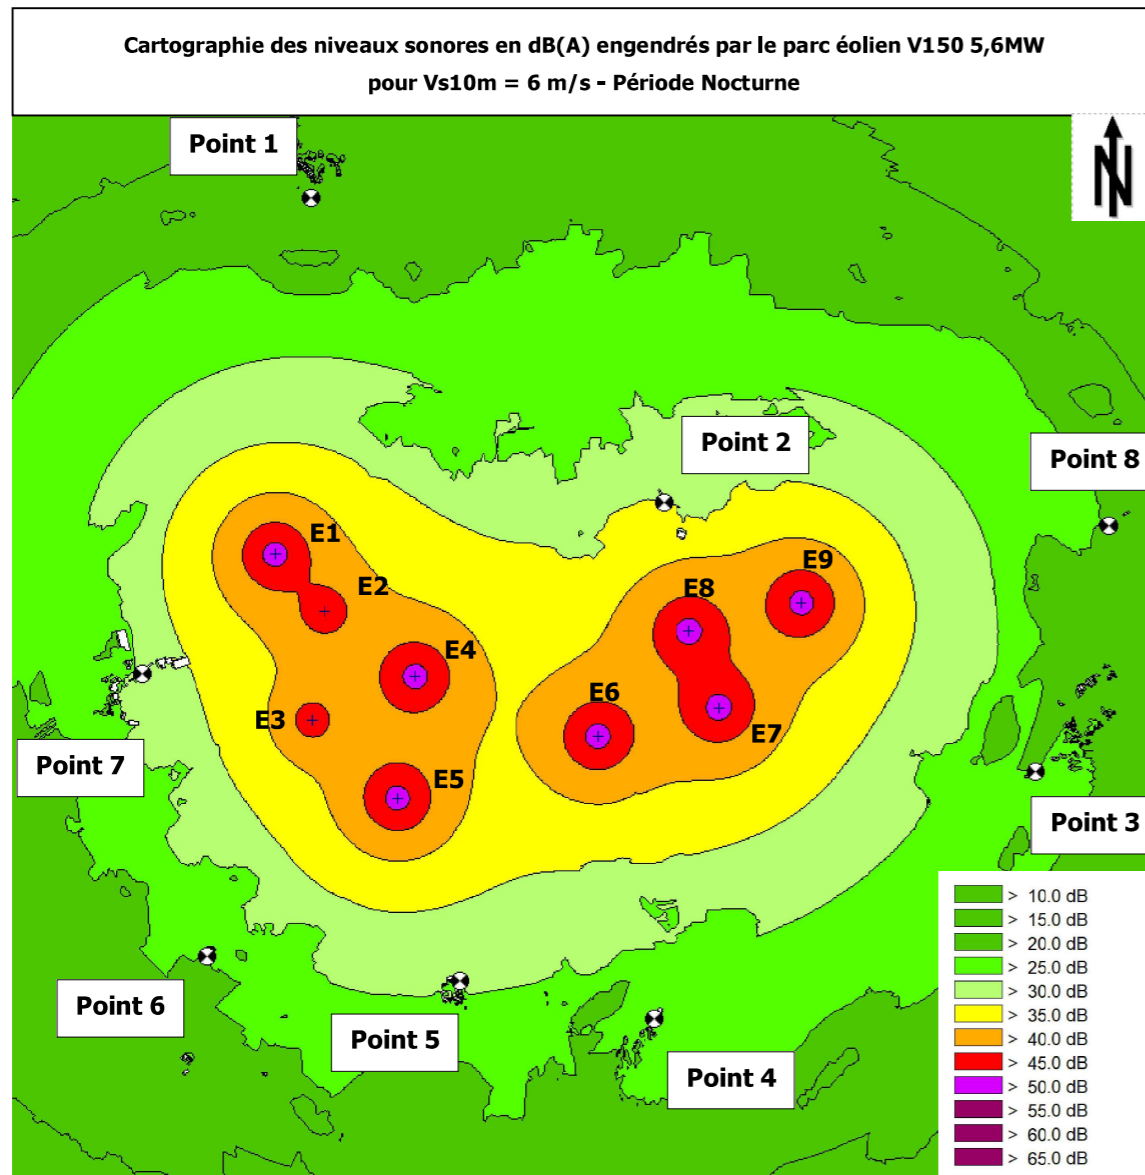 Cartographie des niveaux sonores en dB(A) engendrés par le parc éolien V150 5,6MW
pour Vs10m = 6 m/s - Période Nocturne
Point 1
N
Point 2
Point 8
E1
E2
E9
E8
E4
E6
E3
E7
Point 7
E5
Point 3
Point 6
Point 5
Point 4
> 10.0 dB
> 15.0 dB
> 20.0 dB
> 25.0 dB
> 30.0 dB
> 35.0 dB
> 40.0 dB
> 45.0 dB
> 50.0 dB
> 55.0 dB
> 60.0 dB
> 65.0 dB